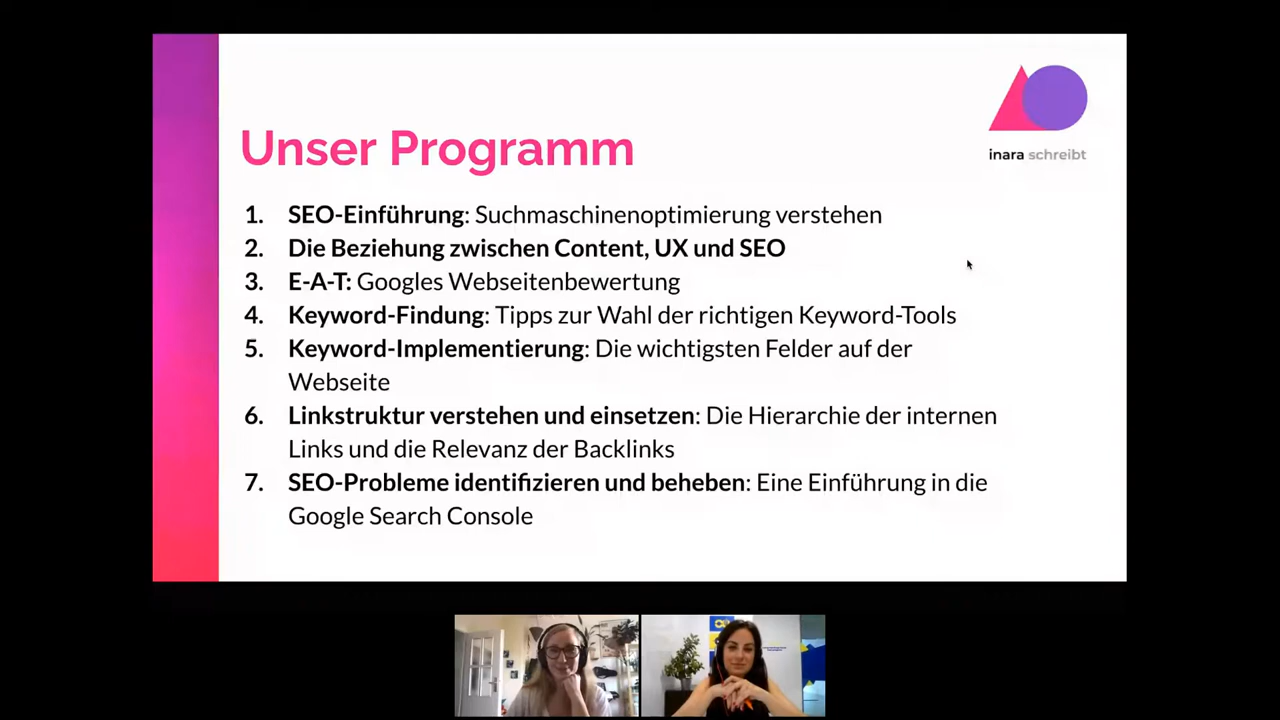 inara schreibt
Unser Programm
1. SEO-Einführung: Suchmaschinenoptimierung verstehen
2. Die Beziehung zwischen Content, UX und SEO
3. E-A-T: Googles Webseitenbewertung
4. Keyword-Findung: Tipps zur Wahl der richtigen Keyword-Tools
5. Keyword-Implementierung: Die wichtigsten Felder auf der
Webseite
6. Linkstruktur verstehen und einsetzen: Die Hierarchie der internen
Links und die Relevanz der Backlinks
7. SEO-Probleme identifizieren und beheben: Eine Einführung in die
Google Search Console